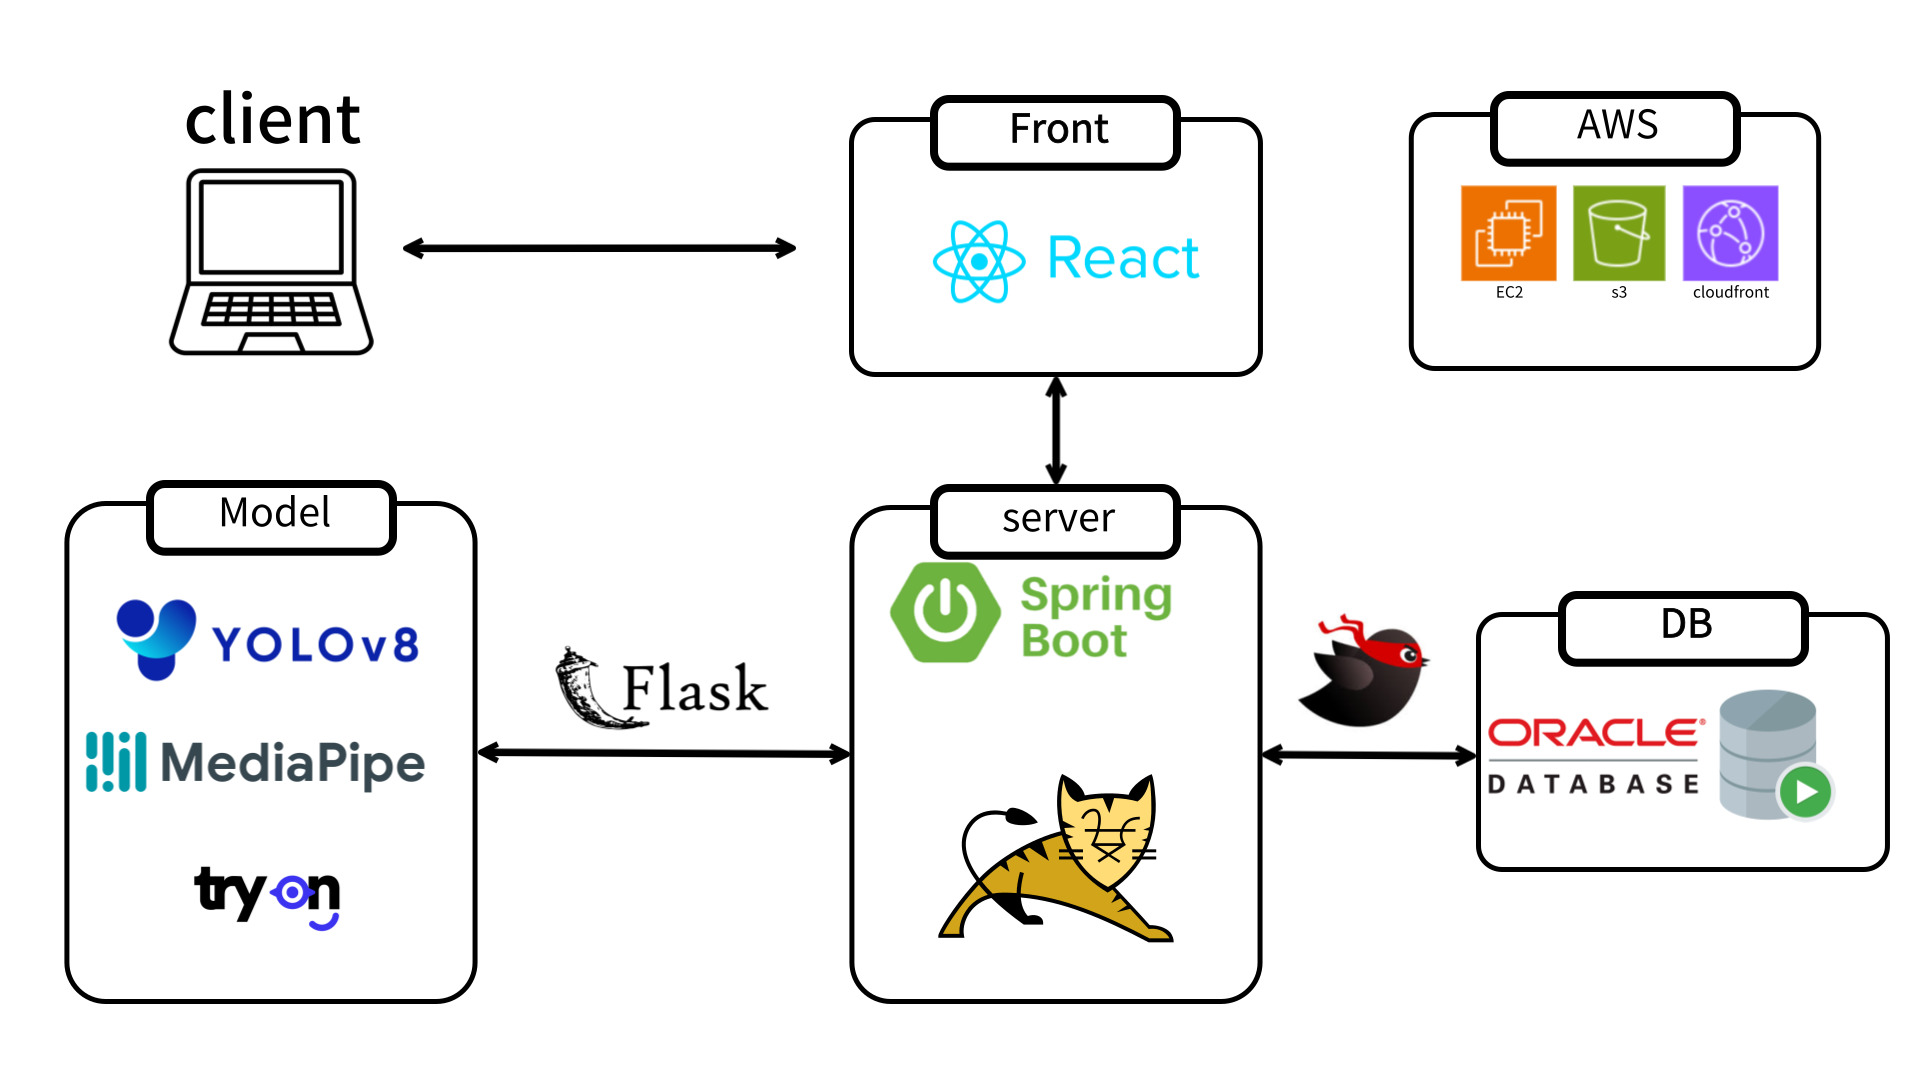 client
Front
React
AWS
EC2
s3
cloudfront
Model
YOLOv8
MediaPipe
tryon
Flask
server
Spring
Boot
DB
ORACLE®
DATABASE